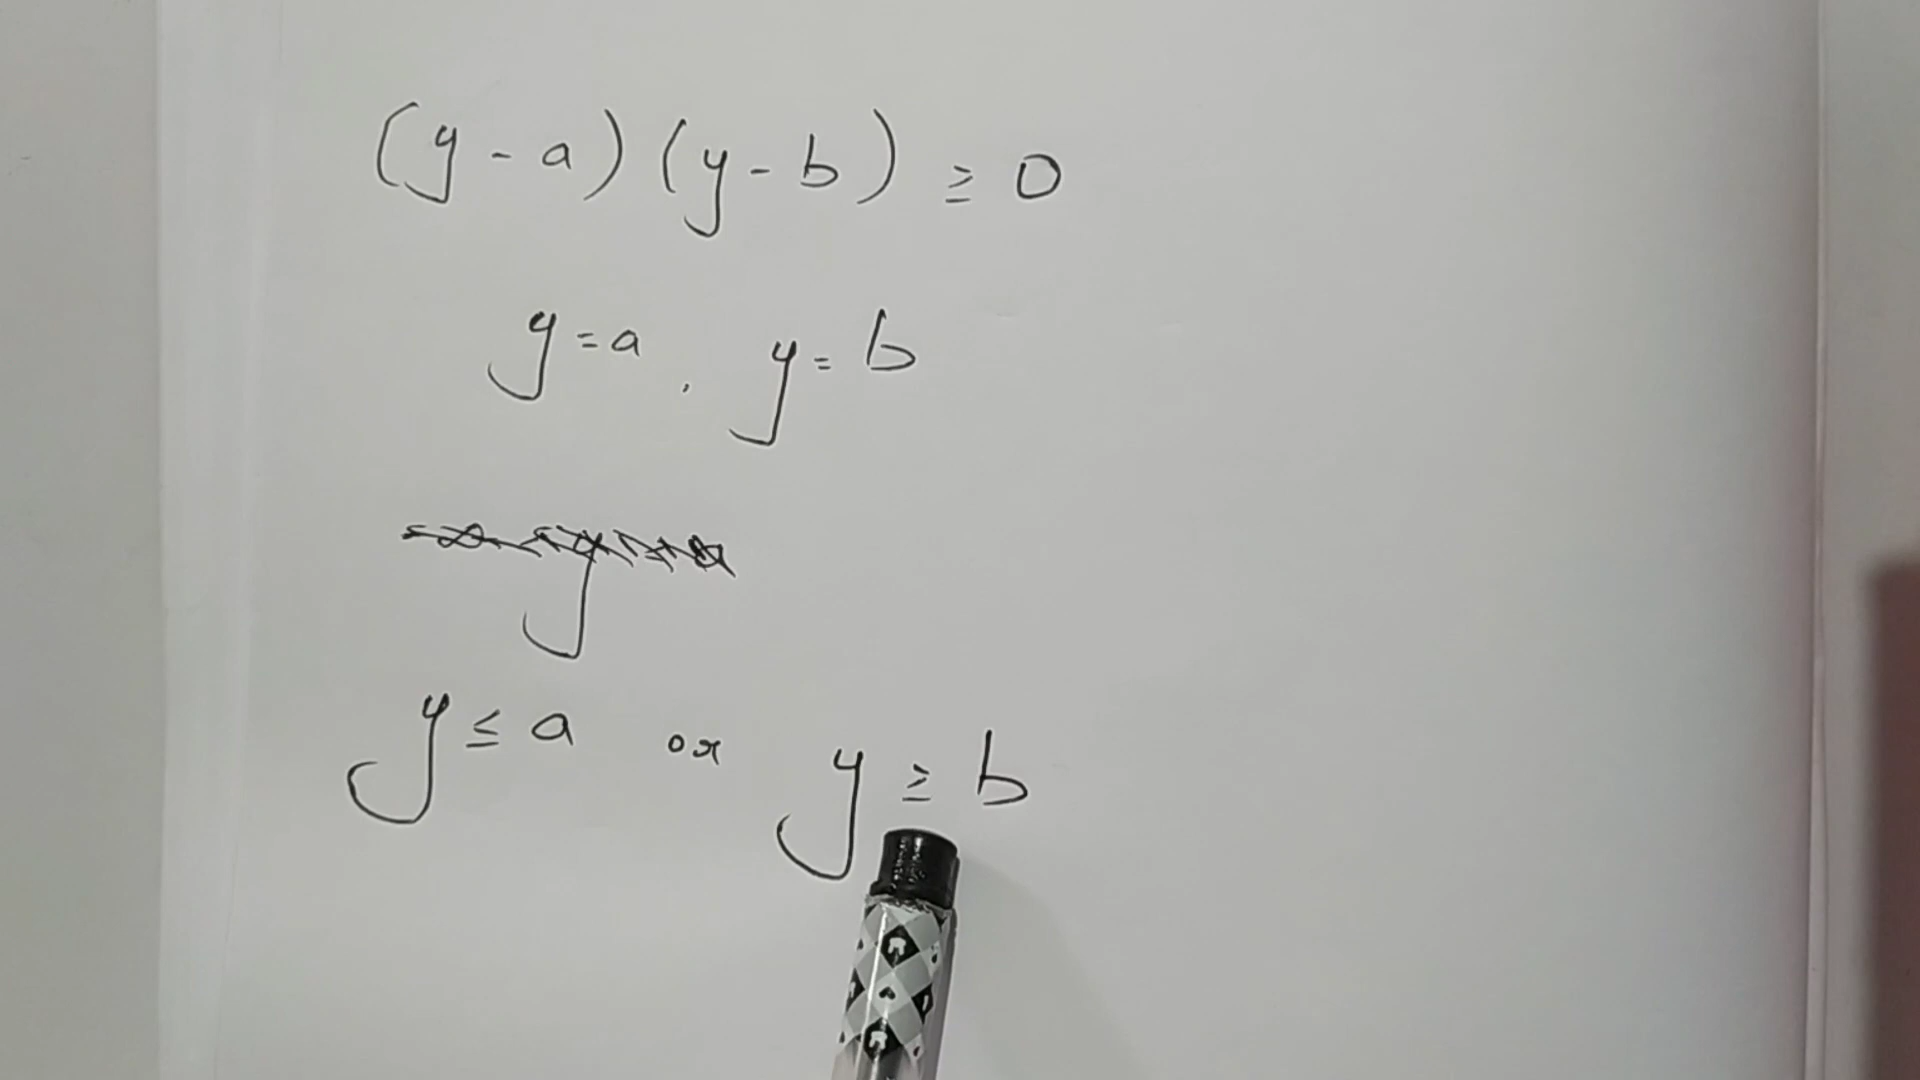 (y - a) (y - b) ≥ 0
y = a , y = b
y ≤ a or y ≥ b